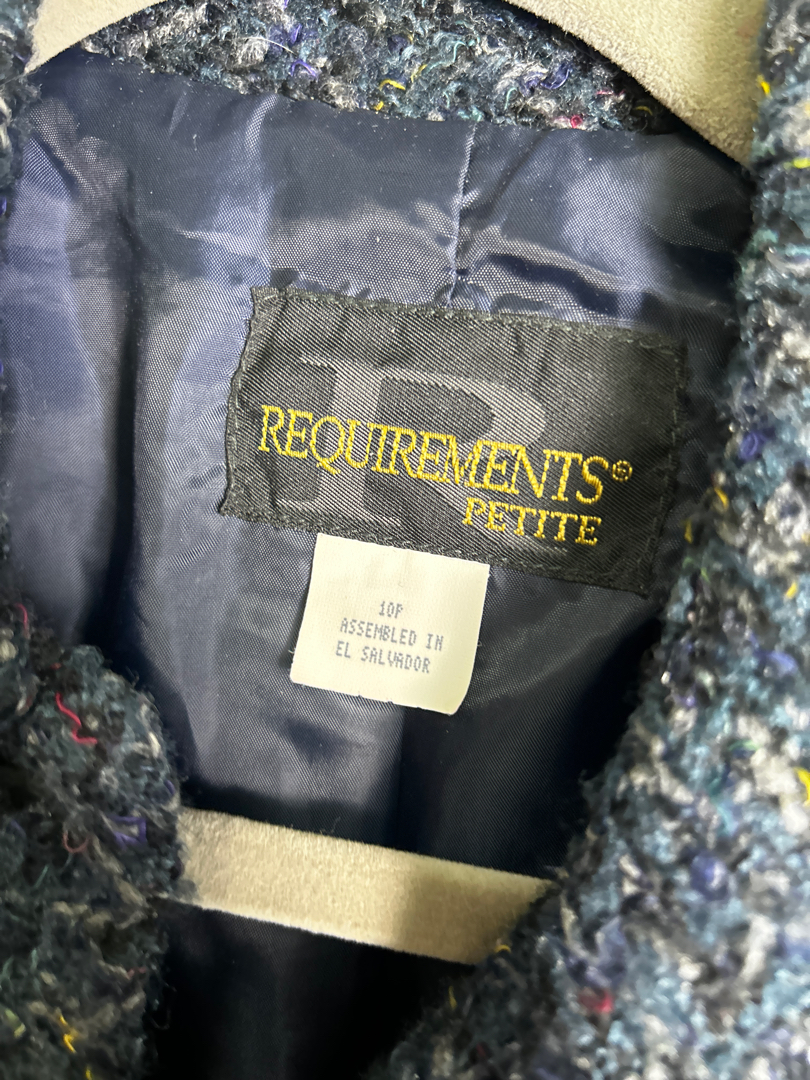 R
REQUIREMENTS®
PETITE
10P
ASSEMBLED IN
EL SALVADOR